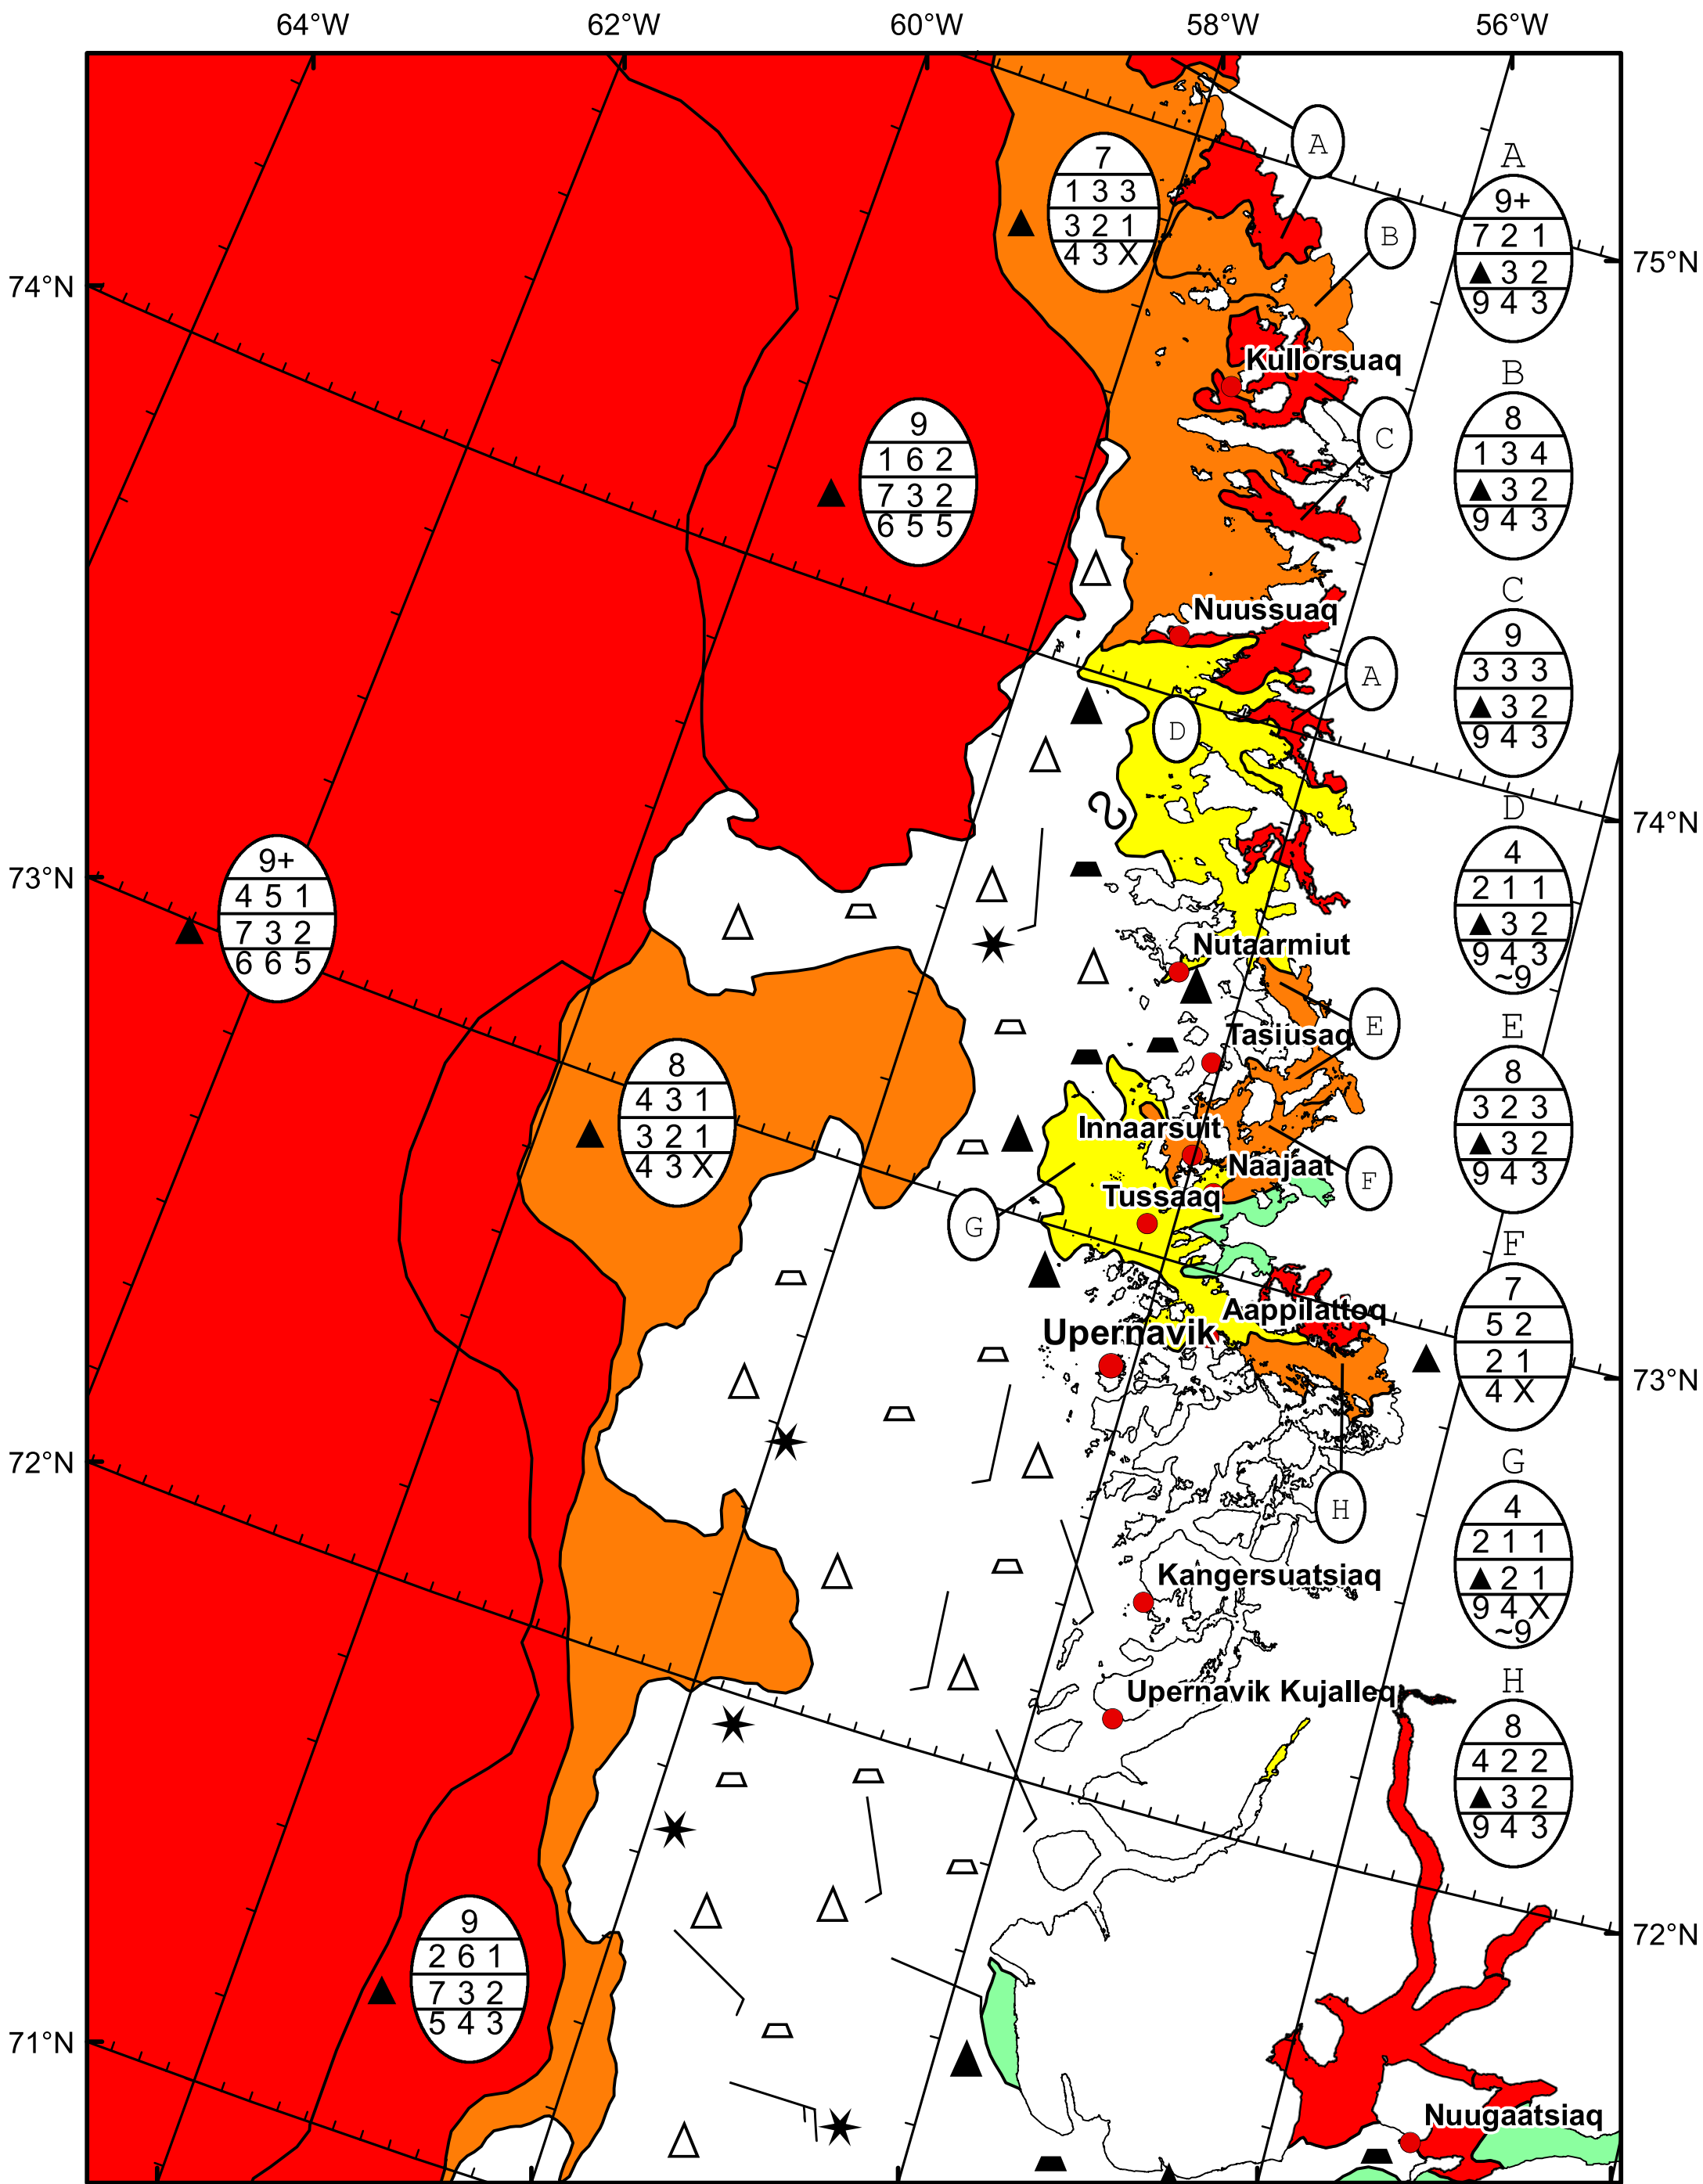 64°W 62°W 60°W 58°W 56°W
A
7
1 3 3
3 2 1
4 3 X
A
9+
7 2 1
▲ 3 2
9 4 3
B
75°N
74°N
Kullorsuaq
B
8
1 3 4
▲ 3 2
9 4 3
9
1 6 2
7 3 2
6 5 5
C
C
9
3 3 3
▲ 3 2
9 4 3
Nuussuaq
A
D
74°N
D
4
2 1 1
▲ 3 2
9 4 3
~9
73°N
9+
4 5 1
7 3 2
6 6 5
Nutaarmiut
E
Tasiusaq
E
8
3 2 3
▲ 3 2
9 4 3
8
4 3 1
3 2 1
4 3 X
Innaarsuit
Naajaat
F
Tussaaq
G
F
7
5 2
2 1
4 X
Aappilattoq
Upernavik
73°N
72°N
G
4
2 1 1
▲ 2 1
9 4 X
~9
H
Kangersuatsiaq
Upernavik Kujalleq
H
8
4 2 2
▲ 3 2
9 4 3
72°N
9
2 6 1
7 3 2
5 4 3
71°N
Nuugaatsiaq